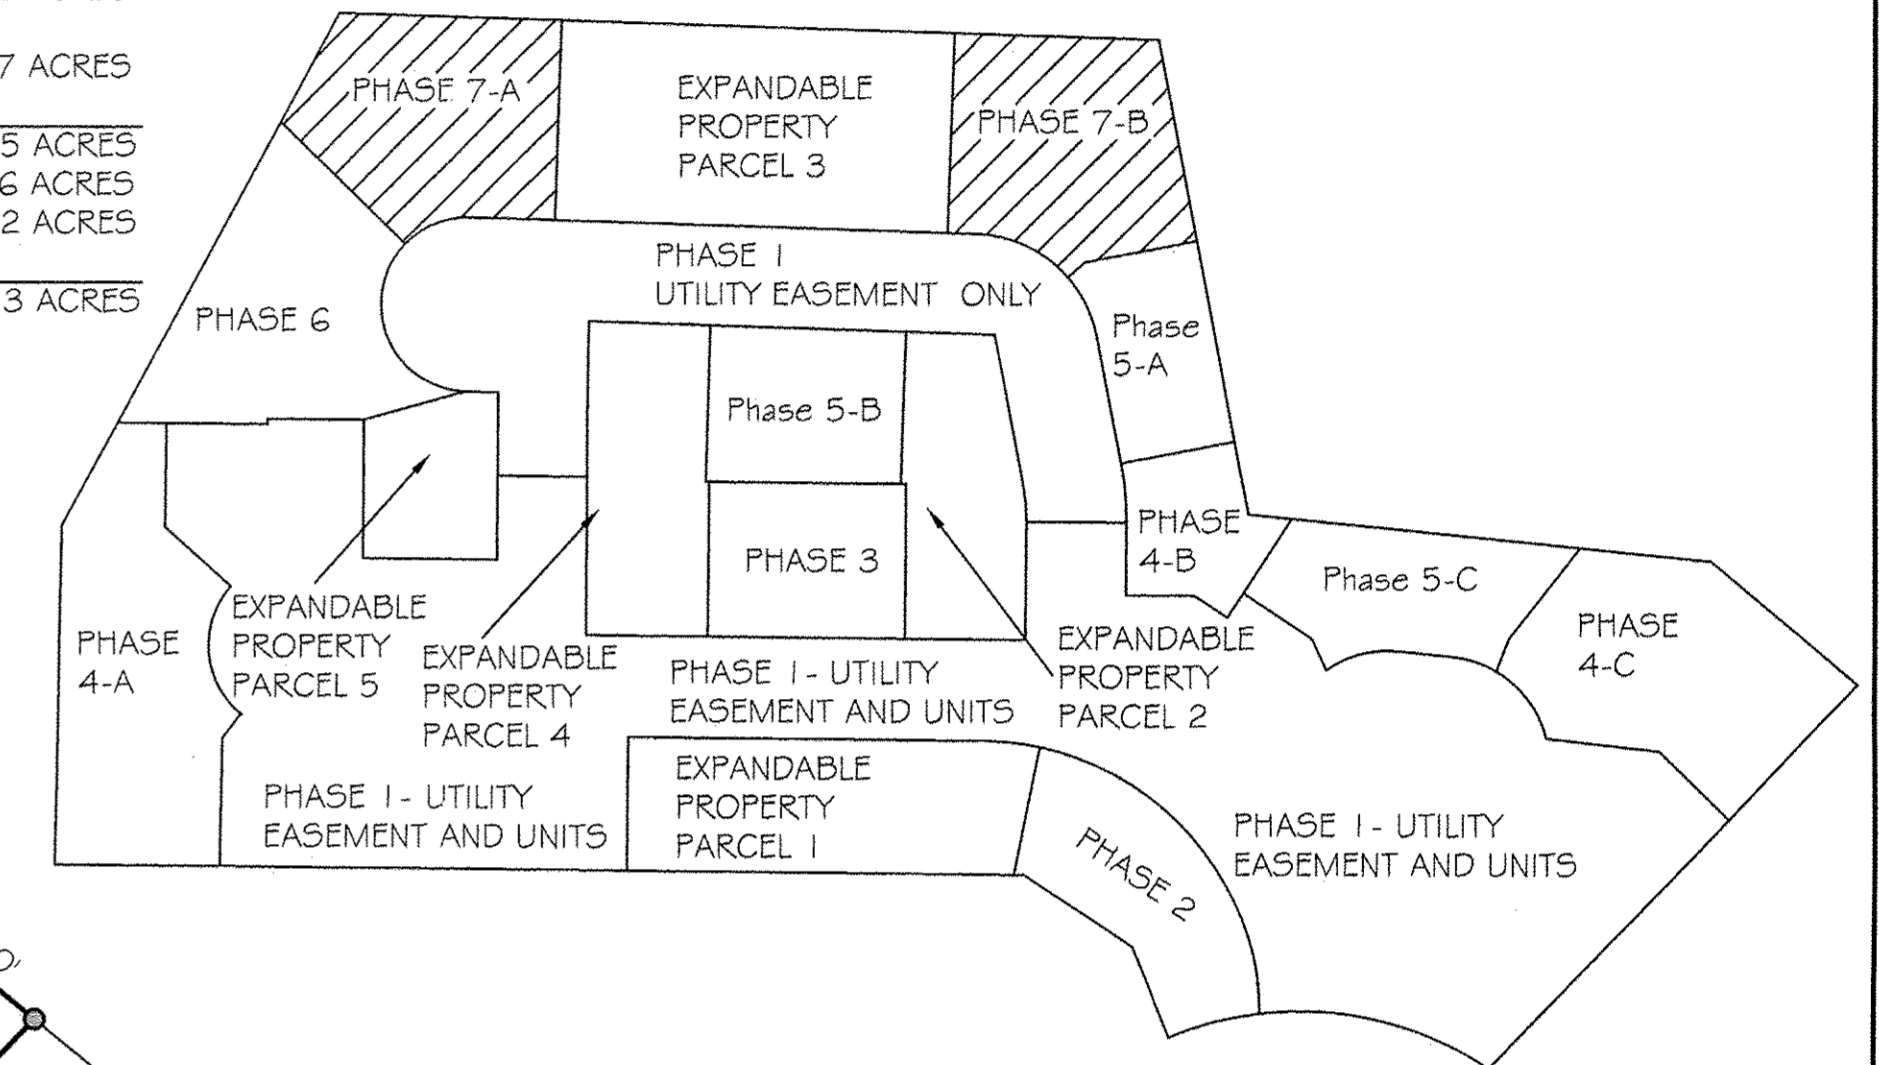 7 ACRES
5 ACRES
6 ACRES
2 ACRES
3 ACRES
PHASE 7-A
EXPANDABLE
PROPERTY
PARCEL 3
PHASE 7-B
PHASE 1
UTILITY EASEMENT ONLY
PHASE 6
Phase
5-A
Phase 5-B
PHASE 3
PHASE
4-B
Phase 5-C
PHASE
4-C
PHASE
4-A
EXPANDABLE
PROPERTY
PARCEL 5
EXPANDABLE
PROPERTY
PARCEL 4
PHASE 1 - UTILITY
EASEMENT AND UNITS
EXPANDABLE
PROPERTY
PARCEL 2
PHASE 1 - UTILITY
EASEMENT AND UNITS
EXPANDABLE
PROPERTY
PARCEL 1
PHASE 2
PHASE 1 - UTILITY
EASEMENT AND UNITS